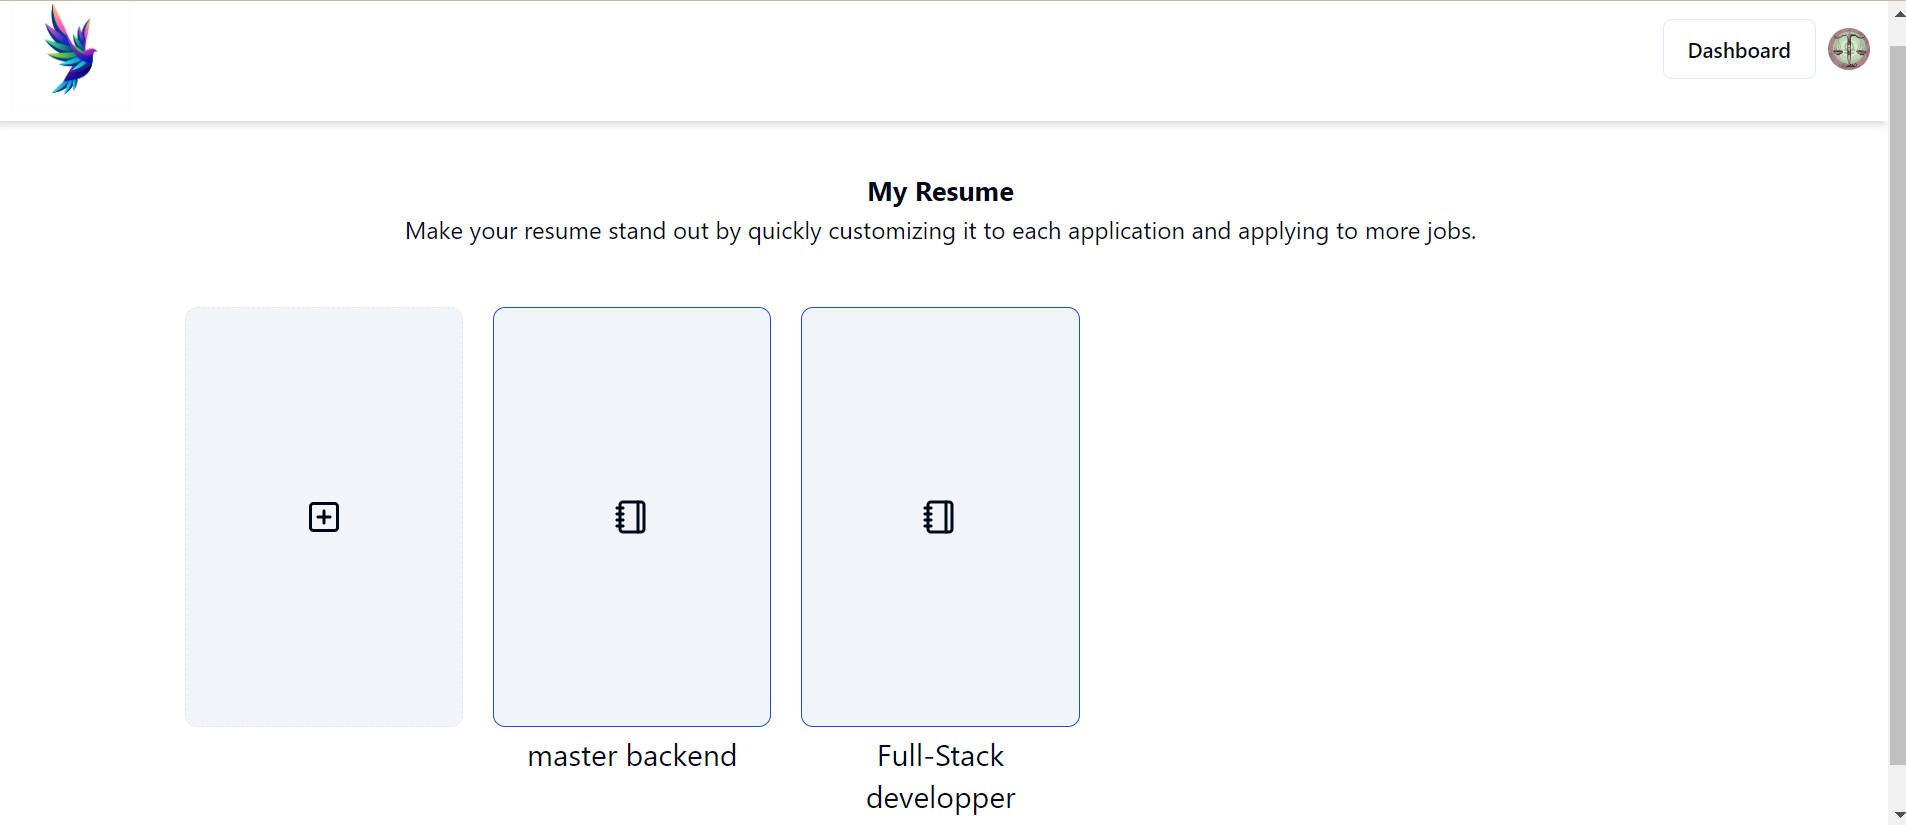 Dashboard
My Resume
Make your resume stand out by quickly customizing it to each application and applying to more jobs.
master backend
Full-Stack
developper